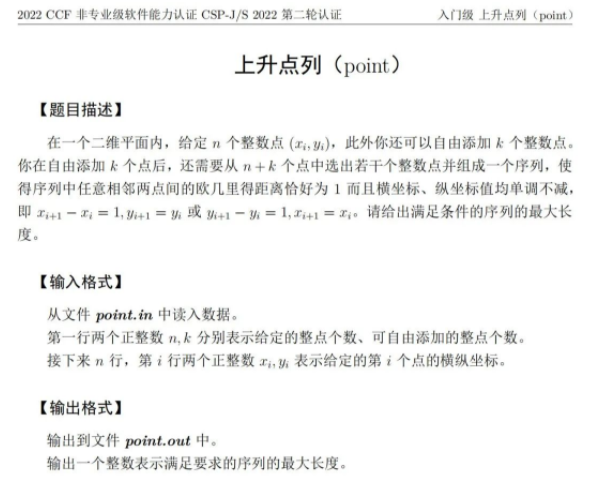 2022 CCF 非专业级软件能力认证 CSP-J/S 2022 第二轮认证 入门级 上升点列（point）
上升点列（point）
【题目描述】
在一个二维平面内，给定 n 个整数点 (xᵢ, yᵢ)，此外你还可以自由添加 k 个整数点。
你在自由添加 k 个点后，还需要从 n + k 个点中选出若干个整数点并组成一个序列，使
得序列中任意相邻两点间的欧几里得距离恰好为 1 而且横坐标、纵坐标值均单调不减，
即 xᵢ₊₁ − xᵢ = 1, yᵢ₊₁ = yᵢ 或 yᵢ₊₁ − yᵢ = 1, xᵢ₊₁ = xᵢ。请给出满足条件的序列的最大长
度。
【输入格式】
从文件 point.in 中读入数据。
第一行两个正整数 n, k 分别表示给定的整点个数、可自由添加的整点个数。
接下来 n 行，第 i 行两个正整数 xᵢ, yᵢ 表示给定的第 i 个点的横纵坐标。
【输出格式】
输出到文件 point.out 中。
输出一个整数表示满足要求的序列的最大长度。